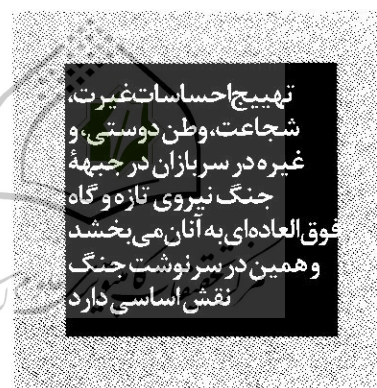 تهییج احساسات غیرت،
شجاعت، وطن دوستی، و
غیره در سربازان در جبههٔ
جنگ نیروی تازه و گاه
فوق‌العاده‌ای به آنان می‌بخشد
و همین در سرنوشت جنگ
نقش اساسی دارد